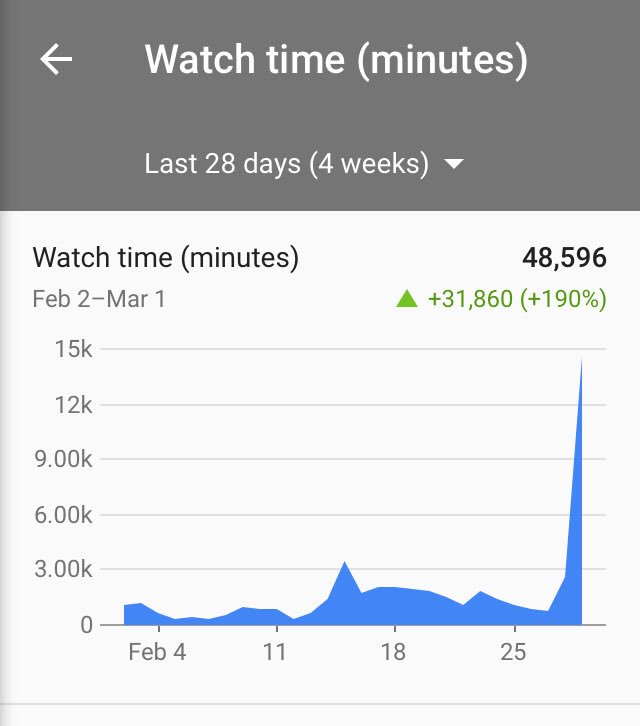 Watch time (minutes)
Last 28 days (4 weeks)
Watch time (minutes) 48,596
Feb 2–Mar 1 +31,860 (+190%)
15k
12k
9.00k
6.00k
3.00k
0
Feb 4 11 18 25